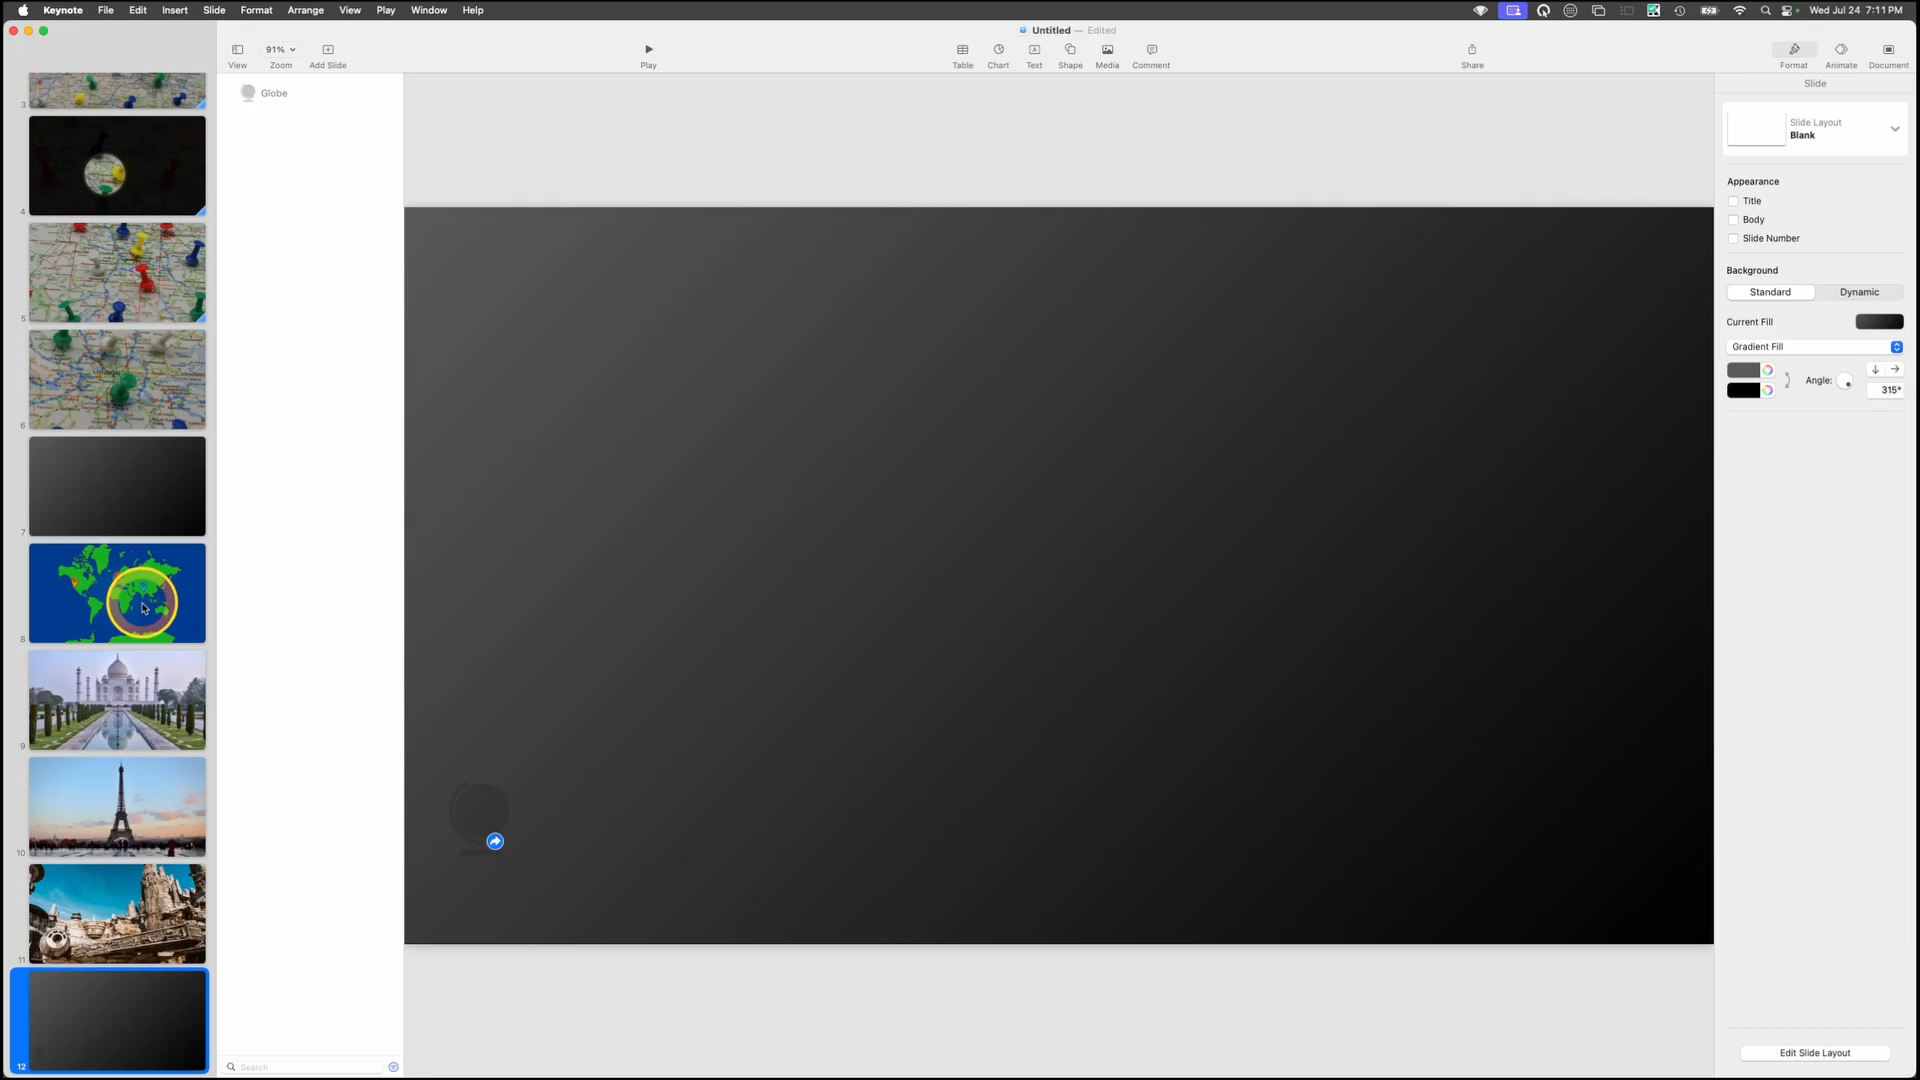 Keynote File Edit Insert Slide Format Arrange View Play Window Help
Wed Jul 24 7:11 PM
Untitled — Edited
91%
View Zoom Add Slide
Play
Table Chart Text Shape Media Comment
Share
Format Animate Document
Slide
3
4
5
LONDON
6
7
8
9
10
11
12
Globe
Search
Slide Layout
Blank
Appearance
Title
Body
Slide Number
Background
Standard Dynamic
Current Fill
Gradient Fill
Angle:
315°
Edit Slide Layout